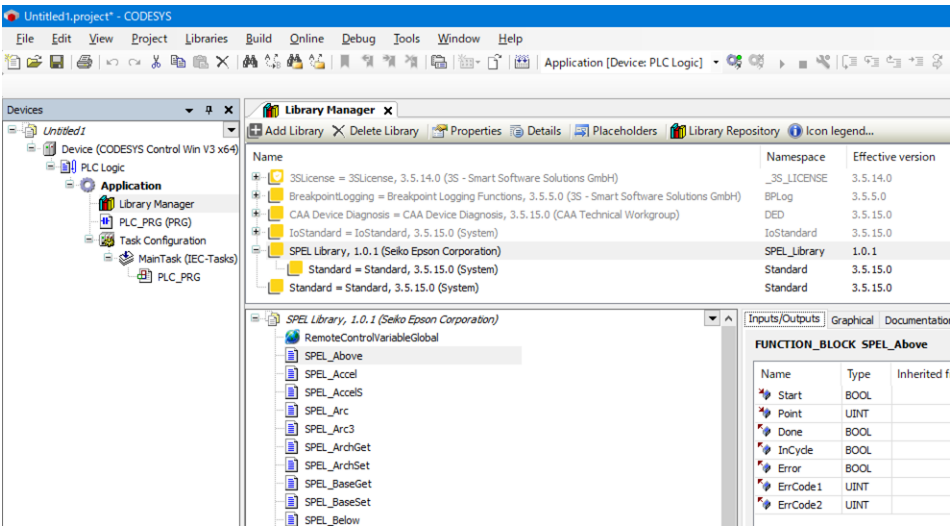 Untitled1.project* - CODESYS
File Edit View Project Libraries Build Online Debug Tools Window Help
Application [Device: PLC Logic]
Devices
Untitled1
Device (CODESYS Control Win V3 x64)
PLC Logic
Application
Library Manager
PLC_PRG (PRG)
Task Configuration
MainTask (IEC-Tasks)
PLC_PRG
Library Manager
Add Library Delete Library Properties Details Placeholders Library Repository Icon legend...
Name Namespace Effective version
3SLicense = 3SLicense, 3.5.14.0 (3S - Smart Software Solutions GmbH) _3S_LICENSE 3.5.14.0
BreakpointLogging = Breakpoint Logging Functions, 3.5.5.0 (3S - Smart Software Solutions GmbH) BPLog 3.5.5.0
CAA Device Diagnosis = CAA Device Diagnosis, 3.5.15.0 (CAA Technical Workgroup) DED 3.5.15.0
IoStandard = IoStandard, 3.5.15.0 (System) IoStandard 3.5.15.0
SPEL Library, 1.0.1 (Seiko Epson Corporation) SPEL_Library 1.0.1
Standard = Standard, 3.5.15.0 (System) Standard 3.5.15.0
Standard = Standard, 3.5.15.0 (System) Standard 3.5.15.0
SPEL Library, 1.0.1 (Seiko Epson Corporation)
RemoteControlVariableGlobal
SPEL_Above
SPEL_Accel
SPEL_AccelS
SPEL_Arc
SPEL_Arc3
SPEL_ArchGet
SPEL_ArchSet
SPEL_BaseGet
SPEL_BaseSet
SPEL_Below
Inputs/Outputs Graphical Documentatio
FUNCTION_BLOCK SPEL_Above
Name Type Inherited f
Start BOOL
Point UINT
Done BOOL
InCycle BOOL
Error BOOL
ErrCode1 UINT
ErrCode2 UINT